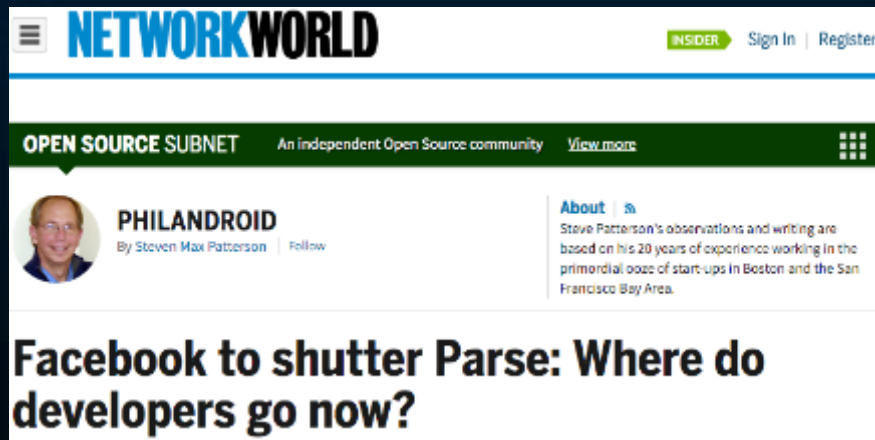 NETWORKWORLD
INSIDER Sign In | Register
OPEN SOURCE SUBNET An independent Open Source community View more
PHILANDROID
By Steven Max Patterson | Follow
About
Steve Patterson's observations and writing are
based on his 20 years of experience working in the
primordial ooze of start-ups in Boston and the San
Francisco Bay Area.
Facebook to shutter Parse: Where do
developers go now?